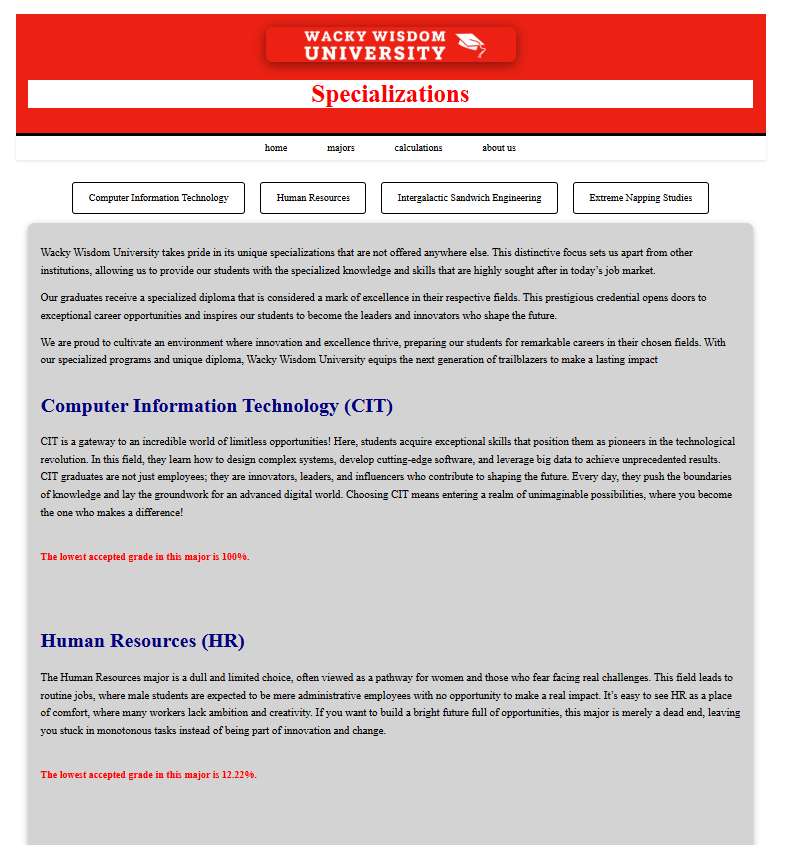 WACKY WISDOM
UNIVERSITY
Specializations
home majors calculations about us
Computer Information Technology Human Resources Intergalactic Sandwich Engineering Extreme Napping Studies
Wacky Wisdom University takes pride in its unique specializations that are not offered anywhere else. This distinctive focus sets us apart from other
institutions, allowing us to provide our students with the specialized knowledge and skills that are highly sought after in today’s job market.
Our graduates receive a specialized diploma that is considered a mark of excellence in their respective fields. This prestigious credential opens doors to
exceptional career opportunities and inspires our students to become the leaders and innovators who shape the future.
We are proud to cultivate an environment where innovation and excellence thrive, preparing our students for remarkable careers in their chosen fields. With
our specialized programs and unique diploma, Wacky Wisdom University equips the next generation of trailblazers to make a lasting impact
Computer Information Technology (CIT)
CIT is a gateway to an incredible world of limitless opportunities! Here, students acquire exceptional skills that position them as pioneers in the technological
revolution. In this field, they learn how to design complex systems, develop cutting-edge software, and leverage big data to achieve unprecedented results.
CIT graduates are not just employees; they are innovators, leaders, and influencers who contribute to shaping the future. Every day, they push the boundaries
of knowledge and lay the groundwork for an advanced digital world. Choosing CIT means entering a realm of unimaginable possibilities, where you become
the one who makes a difference!
The lowest accepted grade in this major is 100%.
Human Resources (HR)
The Human Resources major is a dull and limited choice, often viewed as a pathway for women and those who fear facing real challenges. This field leads to
routine jobs, where male students are expected to be mere administrative employees with no opportunity to make a real impact. It’s easy to see HR as a place
of comfort, where many workers lack ambition and creativity. If you want to build a bright future full of opportunities, this major is merely a dead end, leaving
you stuck in monotonous tasks instead of being part of innovation and change.
The lowest accepted grade in this major is 12.22%.